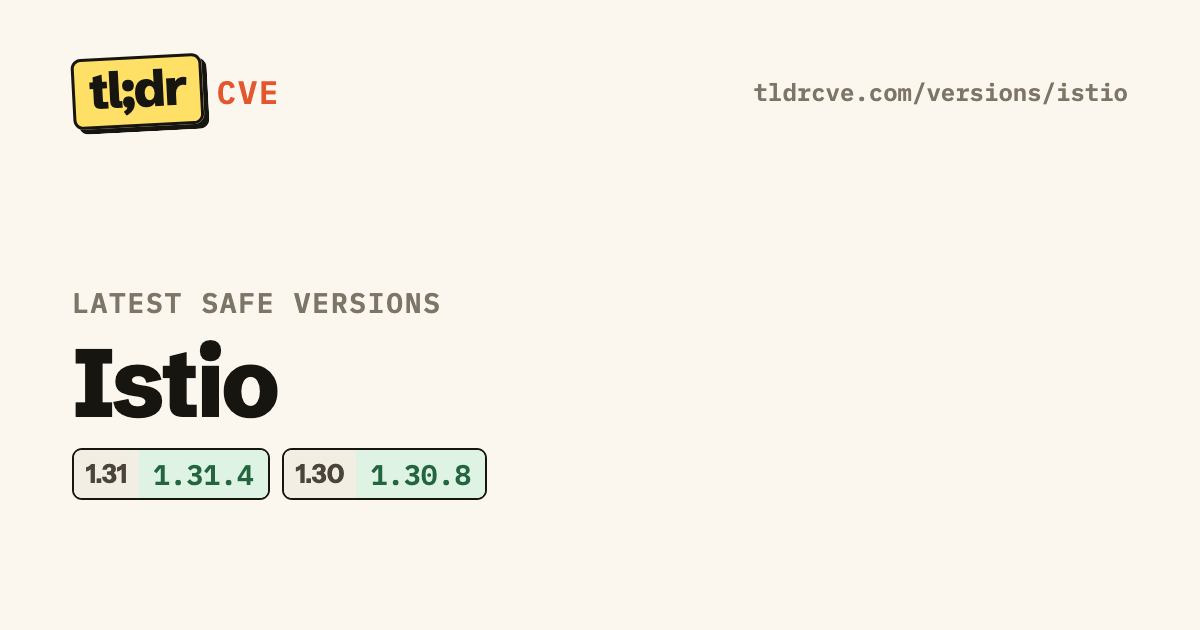 tl;dr CVE
tldrcve.com/versions/istio
LATEST SAFE VERSIONS
Istio
1.31 1.31.4 1.30 1.30.8